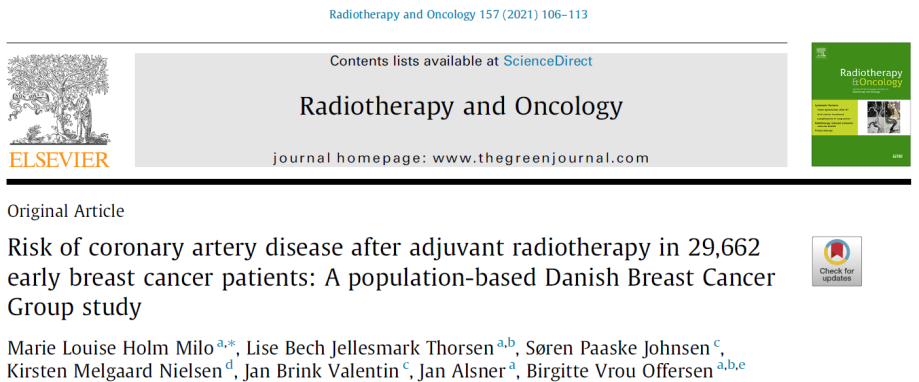 Radiotherapy and Oncology 157 (2021) 106–113
Contents lists available at ScienceDirect
Radiotherapy and Oncology
journal homepage: www.thegreenjournal.com
ELSEVIER
Radiotherapy
&Oncology
Original Article
Risk of coronary artery disease after adjuvant radiotherapy in 29,662
early breast cancer patients: A population-based Danish Breast Cancer
Group study
Check for
updates
Marie Louise Holm Milo a,*, Lise Bech Jellesmark Thorsen a,b, Søren Paaske Johnsen c,
Kirsten Melgaard Nielsen d, Jan Brink Valentin c, Jan Alsner a, Birgitte Vrou Offersen a,b,e